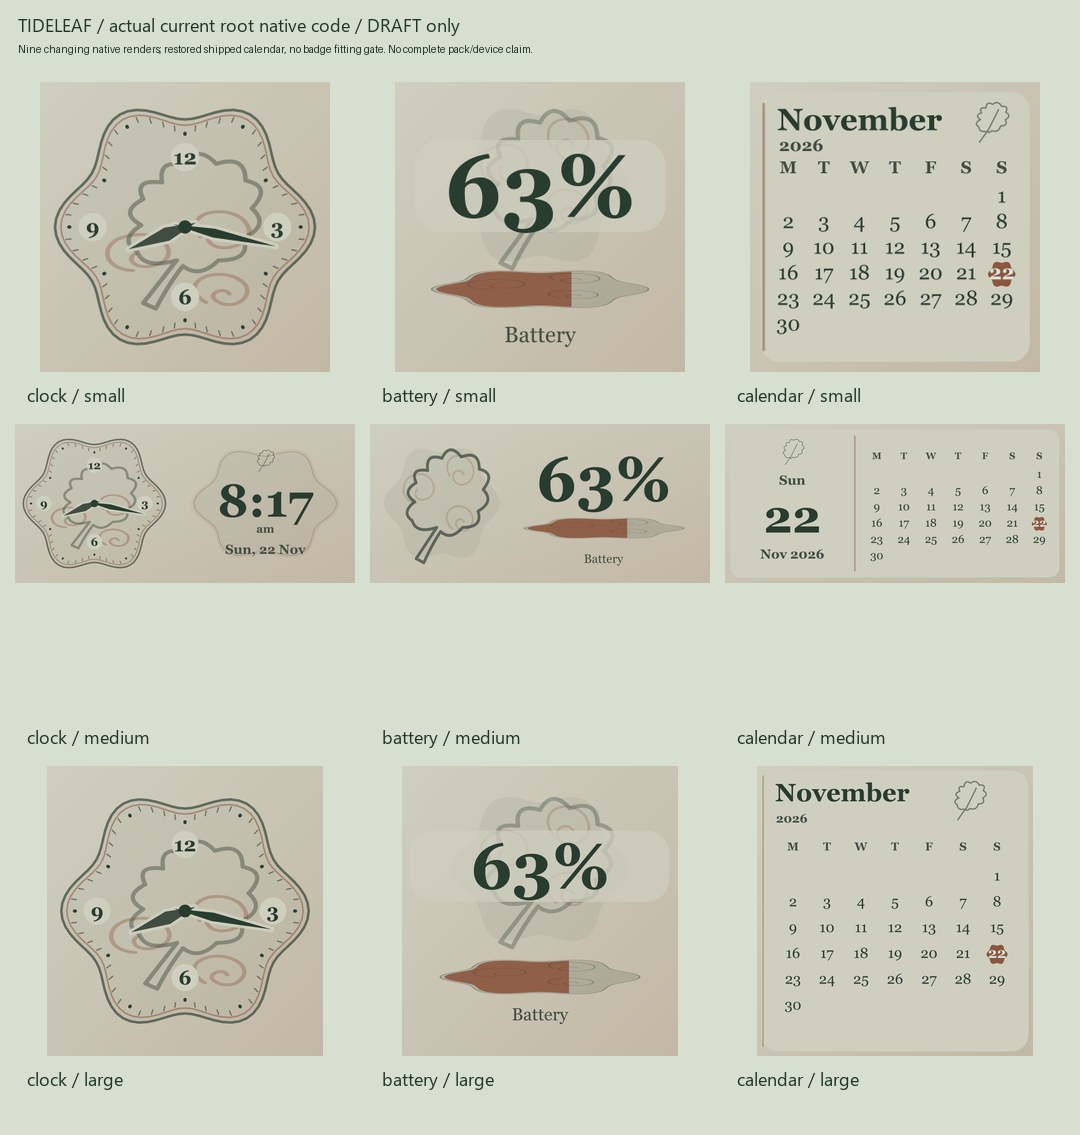 TIDELEAF / actual current root native code / DRAFT only
Nine changing native renders; restored shipped calendar, no badge fitting gate. No complete pack/device claim.
12
9
3
6
clock / small
63%
Battery
battery / small
November
2026
M T W T F S S
1
2 3 4 5 6 7 8
9 10 11 12 13 14 15
16 17 18 19 20 21 22
23 24 25 26 27 28 29
30
calendar / small
12
9
3
6
8:17
am
Sun, 22 Nov
clock / medium
63%
Battery
battery / medium
Sun
22
Nov 2026
M T W T F S S
1
2 3 4 5 6 7 8
9 10 11 12 13 14 15
16 17 18 19 20 21 22
23 24 25 26 27 28 29
30
calendar / medium
12
9
3
6
clock / large
63%
Battery
battery / large
November
2026
M T W T F S S
1
2 3 4 5 6 7 8
9 10 11 12 13 14 15
16 17 18 19 20 21 22
23 24 25 26 27 28 29
30
calendar / large